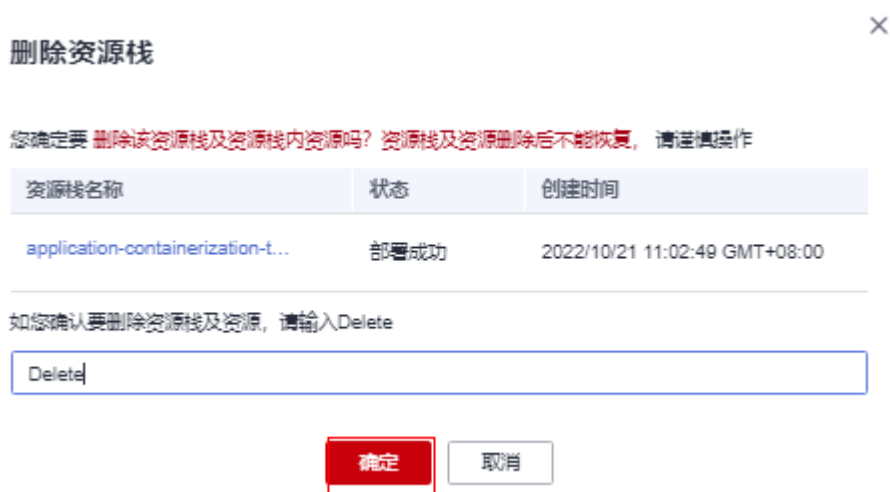 删除资源栈
您确定要 删除该资源栈及资源栈内资源吗？资源栈及资源删除后不能恢复， 请谨慎操作
资源栈名称 状态 创建时间
application-containerization-t... 部署成功 2022/10/21 11:02:49 GMT+08:00
如您确认要删除资源栈及资源，请输入Delete
Delete
确定 取消